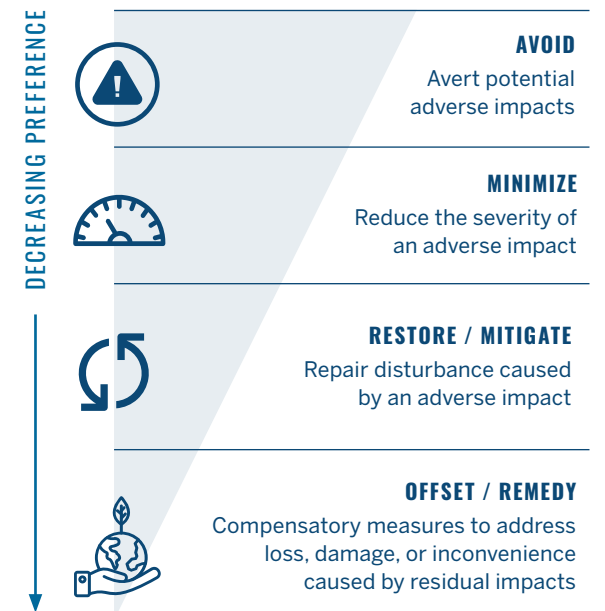 DECREASING PREFERENCE
AVOID
Avert potential
adverse impacts
MINIMIZE
Reduce the severity of
an adverse impact
RESTORE / MITIGATE
Repair disturbance caused
by an adverse impact
OFFSET / REMEDY
Compensatory measures to address
loss, damage, or inconvenience
caused by residual impacts